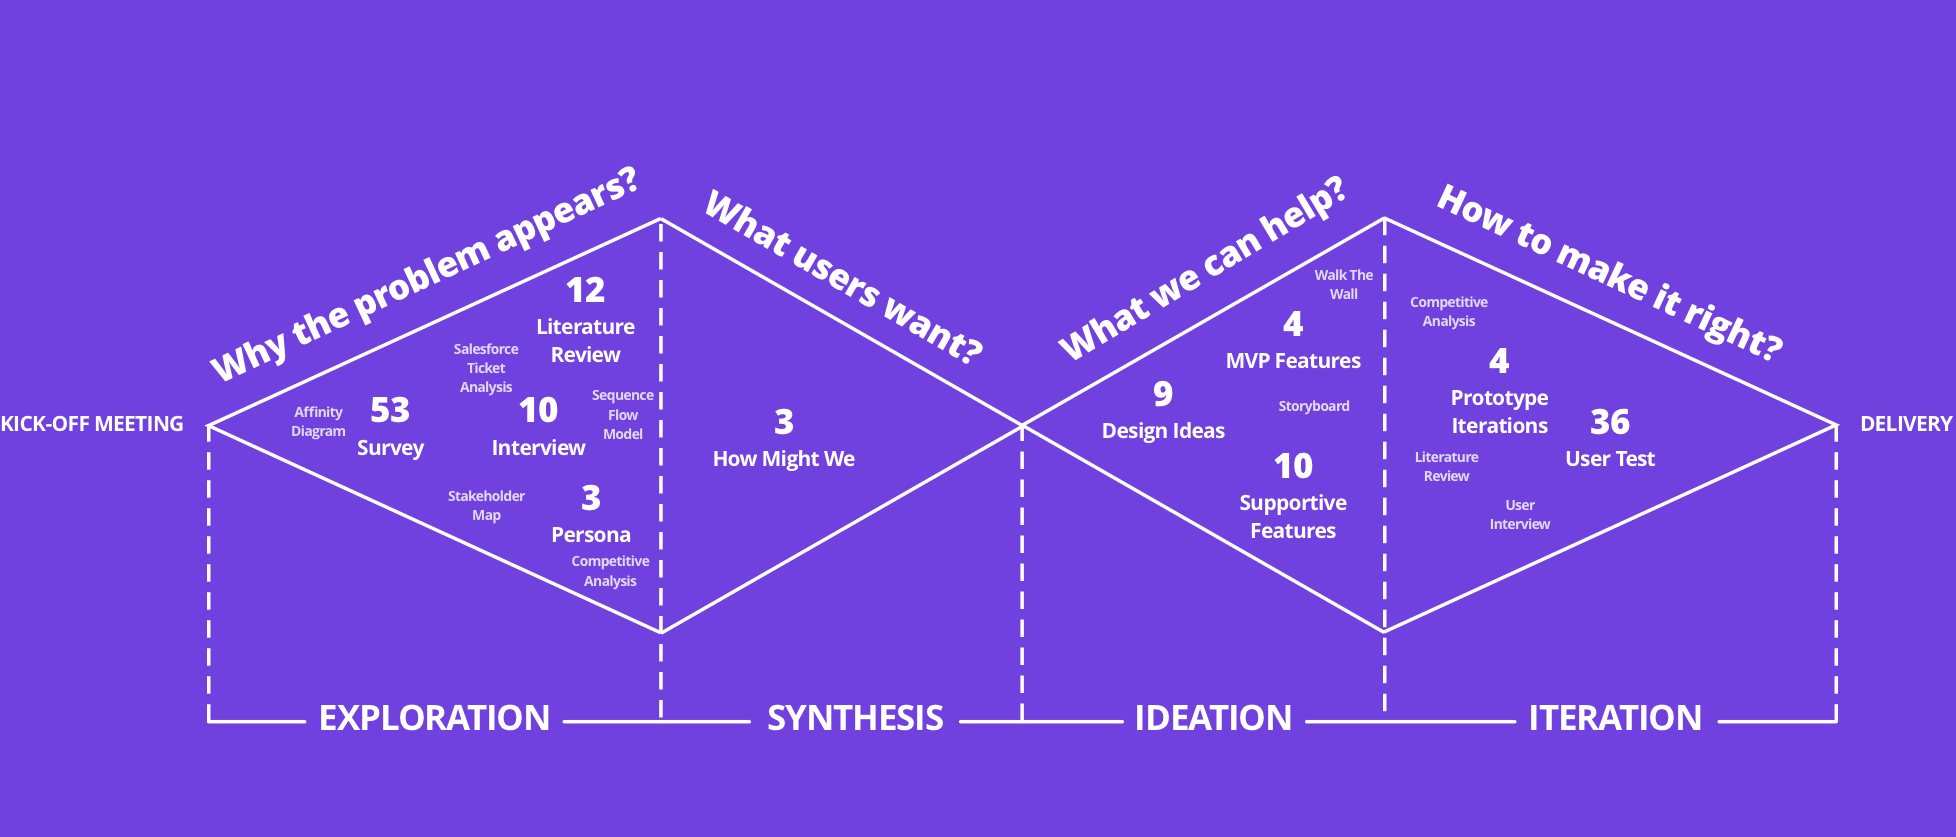 Why the problem appears?
What users want?
What we can help?
How to make it right?
KICK-OFF MEETING
Affinity
Diagram
53
Survey
Salesforce
Ticket
Analysis
12
Literature
Review
10
Interview
Sequence
Flow
Model
Stakeholder
Map
3
Persona
Competitive
Analysis
3
How Might We
9
Design Ideas
Walk The
Wall
4
MVP Features
Storyboard
10
Supportive
Features
Competitive
Analysis
4
Prototype
Iterations
36
User Test
Literature
Review
User
Interview
DELIVERY
EXPLORATION
SYNTHESIS
IDEATION
ITERATION